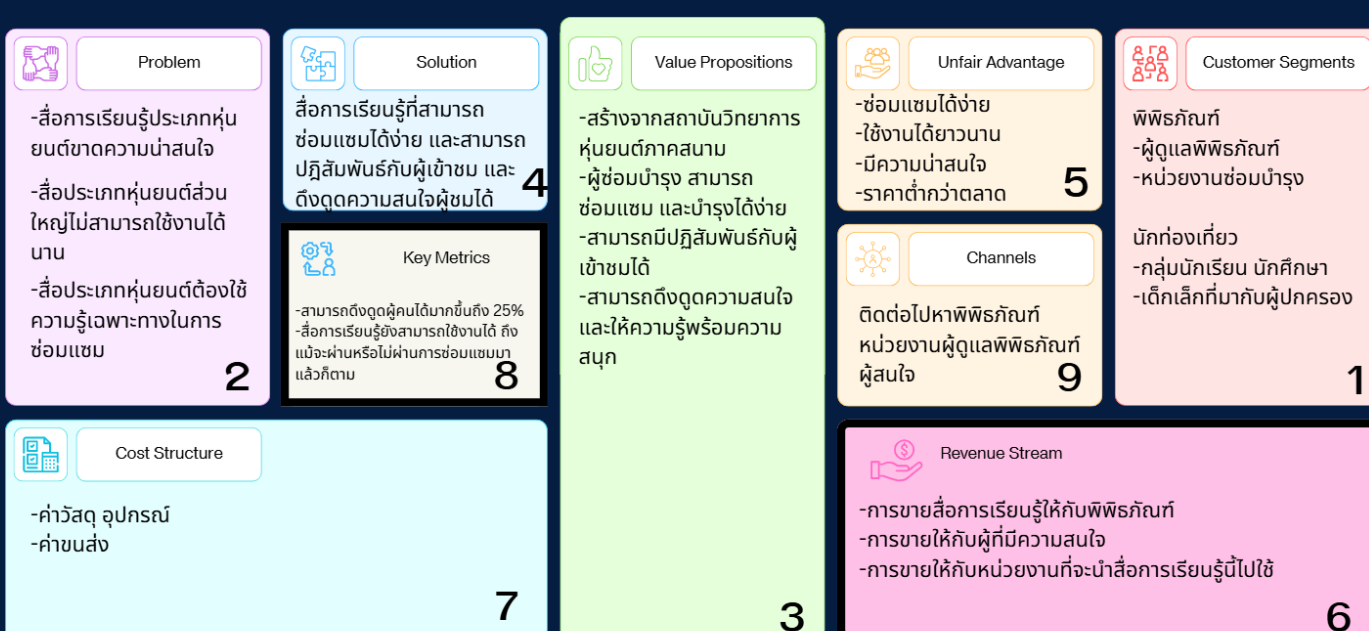 Problem
-สื่อการเรียนรู้ประเภทหุ่น
ยนต์ขาดความน่าสนใจ
-สื่อประเภทหุ่นยนต์ส่วน
ใหญ่ไม่สามารถใช้งานได้
นาน
-สื่อประเภทหุ่นยนต์ต้องใช้
ความรู้เฉพาะทางในการ
ซ่อมแซม
2
Solution
สื่อการเรียนรู้ที่สามารถ
ซ่อมแซมได้ง่าย และสามารถ
ปฎิสัมพันธ์กับผู้เข้าชม และ
ดึงดูดความสนใจผู้ชมได้
4
Key Metrics
-สามารถดึงดูดผู้คนได้มากขึ้นถึง 25%
-สื่อการเรียนรู้ยังสามารถใช้งานได้ ถึง
แม้จะผ่านหรือไม่ผ่านการซ่อมแซมมา
แล้วก็ตาม
8
Value Propositions
-สร้างจากสถาบันวิทยาการ
หุ่นยนต์ภาคสนาม
-ผู้ซ่อมบำรุง สามารถ
ซ่อมแซม และบำรุงได้ง่าย
-สามารถมีปฎิสัมพันธ์กับผู้
เข้าชมได้
-สามารถดึงดูดความสนใจ
และให้ความรู้พร้อมความ
สนุก
3
Unfair Advantage
-ซ่อมแซมได้ง่าย
-ใช้งานได้ยาวนาน
-มีความน่าสนใจ
-ราคาต่ำกว่าตลาด
5
Channels
ติดต่อไปหาพิพิธภัณฑ์
หน่วยงานผู้ดูแลพิพิธภัณฑ์
ผู้สนใจ
9
Customer Segments
พิพิธภัณฑ์
-ผู้ดูแลพิพิธภัณฑ์
-หน่วยงานซ่อมบำรุง
นักท่องเที่ยว
-กลุ่มนักเรียน นักศึกษา
-เด็กเล็กที่มากับผู้ปกครอง
1
Cost Structure
-ค่าวัสดุ อุปกรณ์
-ค่าขนส่ง
7
Revenue Stream
-การขายสื่อการเรียนรู้ให้กับพิพิธภัณฑ์
-การขายให้กับผู้ที่มีความสนใจ
-การขายให้กับหน่วยงานที่จะนำสื่อการเรียนรู้นี้ไปใช้
6